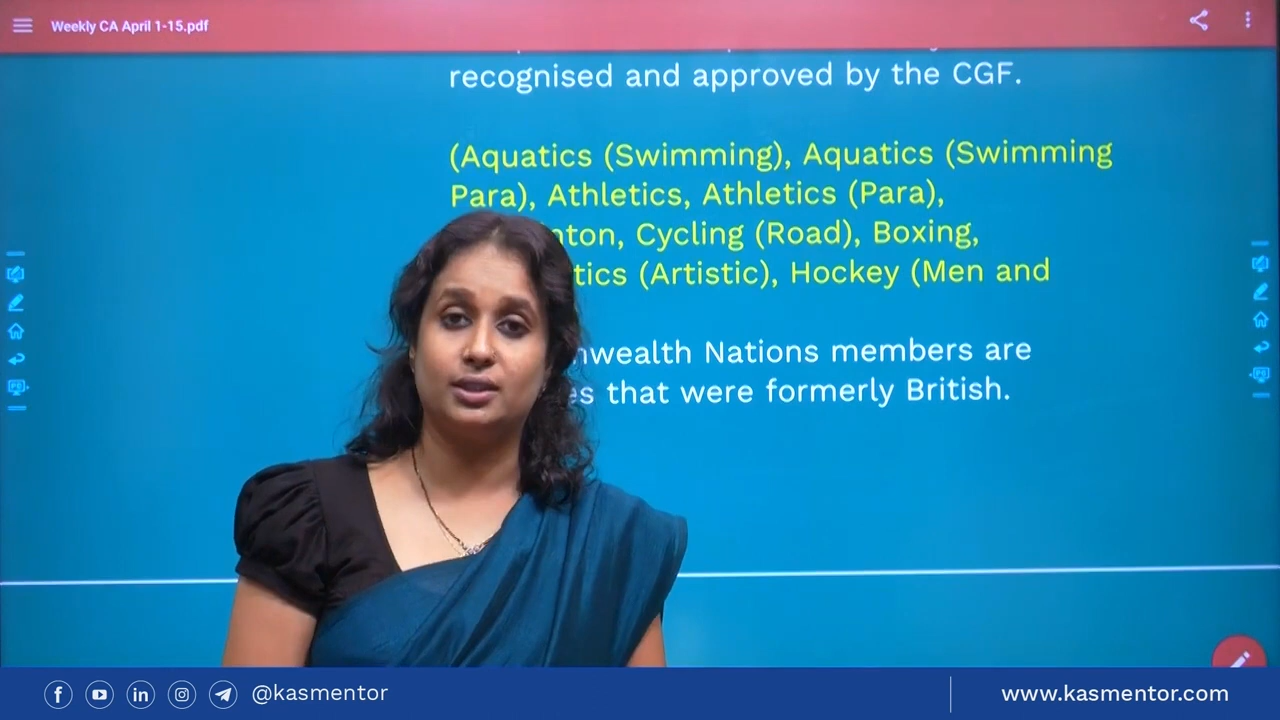 Weekly CA April 1-15.pdf
recognised and approved by the CGF.
(Aquatics (Swimming), Aquatics (Swimming
Para), Athletics, Athletics (Para),
Cycling (Road), Boxing,
(Artistic), Hockey (Men and
Nations members are
that were formerly British.
@kasmentor
www.kasmentor.com